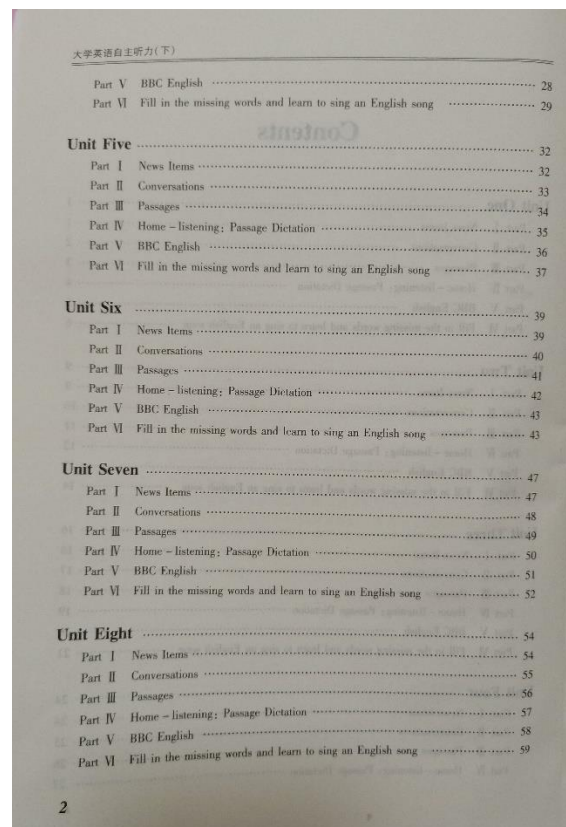 大学英语自主听力(下)
Part Ⅴ BBC English ………… 28
Part Ⅵ Fill in the missing words and learn to sing an English song ………… 29
Unit Five ………… 32
Part Ⅰ News Items ………… 32
Part Ⅱ Conversations ………… 33
Part Ⅲ Passages ………… 34
Part Ⅳ Home – listening: Passage Dictation ………… 35
Part Ⅴ BBC English ………… 36
Part Ⅵ Fill in the missing words and learn to sing an English song ………… 37
Unit Six ………… 39
Part Ⅰ News Items ………… 39
Part Ⅱ Conversations ………… 40
Part Ⅲ Passages ………… 41
Part Ⅳ Home – listening: Passage Dictation ………… 42
Part Ⅴ BBC English ………… 43
Part Ⅵ Fill in the missing words and learn to sing an English song ………… 43
Unit Seven ………… 47
Part Ⅰ News Items ………… 47
Part Ⅱ Conversations ………… 48
Part Ⅲ Passages ………… 49
Part Ⅳ Home – listening: Passage Dictation ………… 50
Part Ⅴ BBC English ………… 51
Part Ⅵ Fill in the missing words and learn to sing an English song ………… 52
Unit Eight ………… 54
Part Ⅰ News Items ………… 54
Part Ⅱ Conversations ………… 55
Part Ⅲ Passages ………… 56
Part Ⅳ Home – listening: Passage Dictation ………… 57
Part Ⅴ BBC English ………… 58
Part Ⅵ Fill in the missing words and learn to sing an English song ………… 59
2